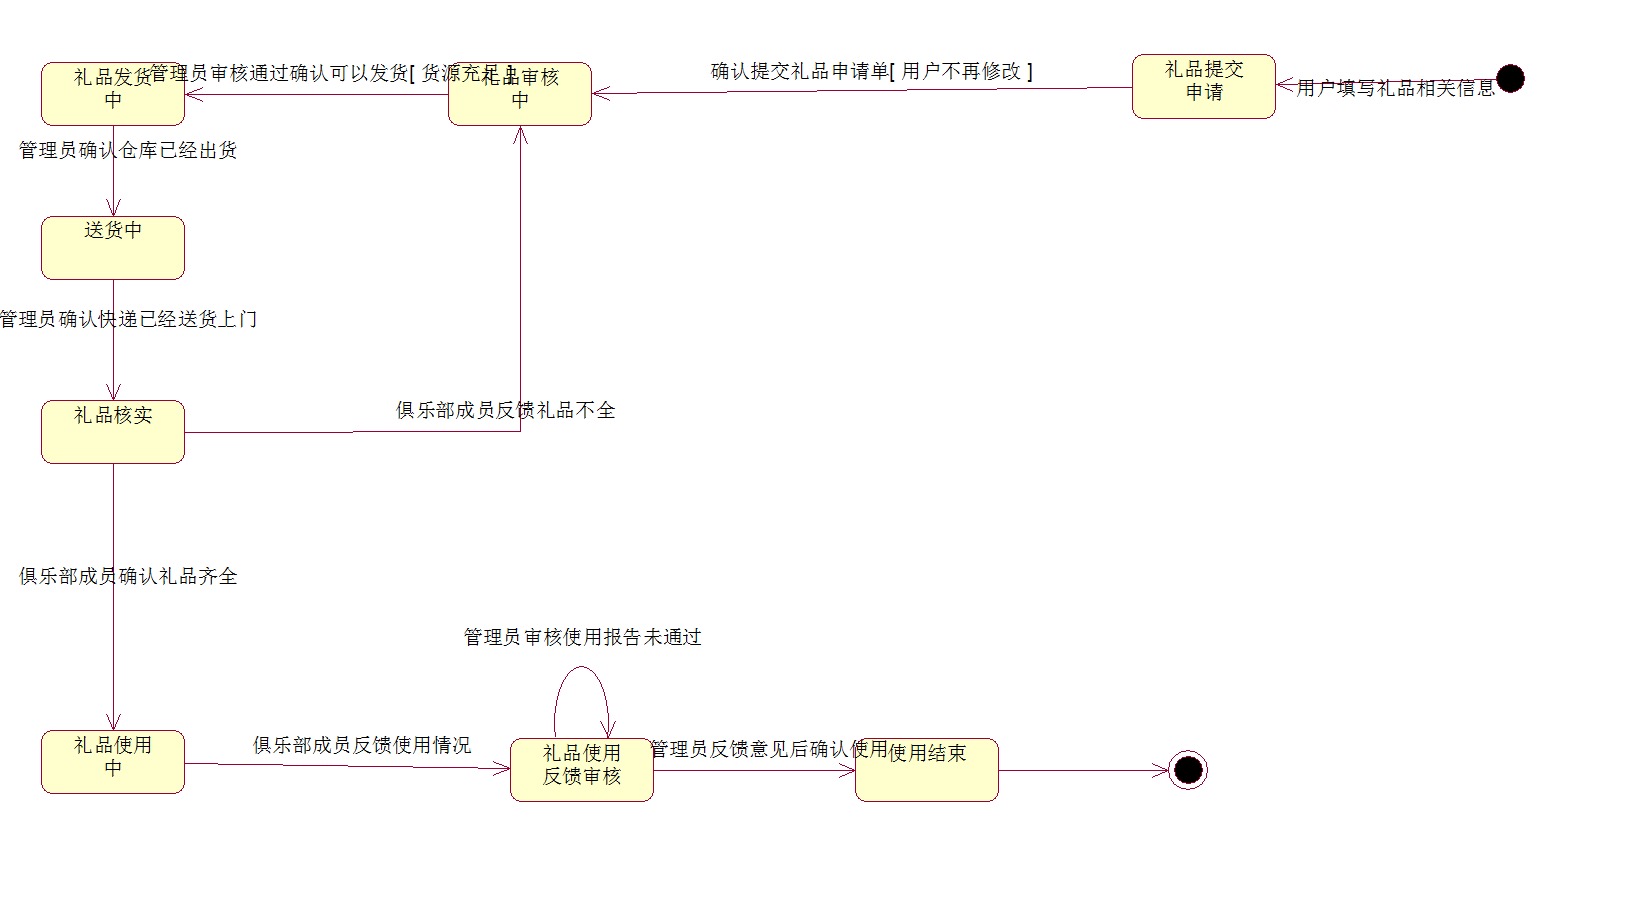 礼品发货
中
管理员审核通过确认可以发货[ 货源充足 ]
礼品审核
中
确认提交礼品申请单[ 用户不再修改 ]
礼品提交
申请
用户填写礼品相关信息
管理员确认仓库已经出货
送货中
管理员确认快递已经送货上门
礼品核实
俱乐部成员反馈礼品不全
俱乐部成员确认礼品齐全
管理员审核使用报告未通过
礼品使用
中
俱乐部成员反馈使用情况
礼品使用
反馈审核
管理员反馈意见后确认使用
使用结束